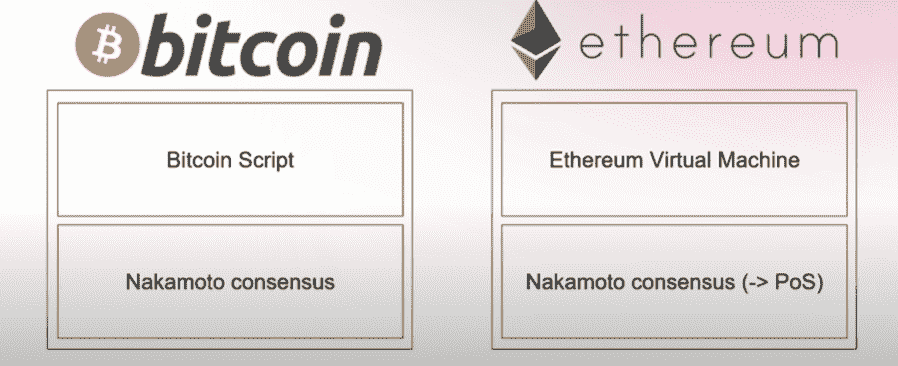 bitcoin
ethereum
Bitcoin Script
Ethereum Virtual Machine
Nakamoto consensus
Nakamoto consensus (-> PoS)